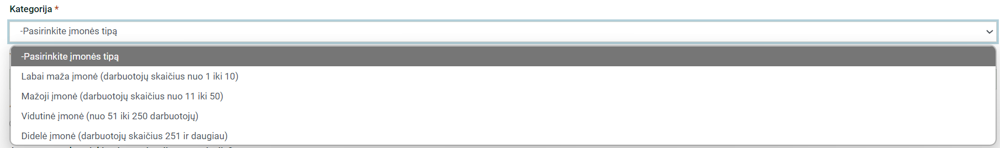 Kategorija *
-Pasirinkite įmonės tipą
-Pasirinkite įmonės tipą
Labai maža įmonė (darbuotojų skaičius nuo 1 iki 10)
Mažoji įmonė (darbuotojų skaičius nuo 11 iki 50)
Vidutinė įmonė (nuo 51 iki 250 darbuotojų)
Didelė įmonė (darbuotojų skaičius 251 ir daugiau)